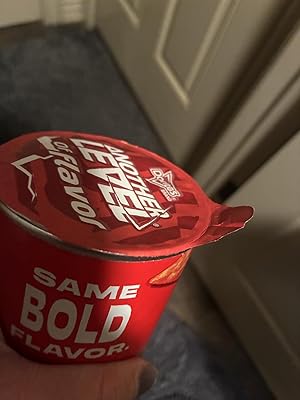 ANOTHER
LEVEL
Of Flavor
SAME
BOLD
FLAVOR.